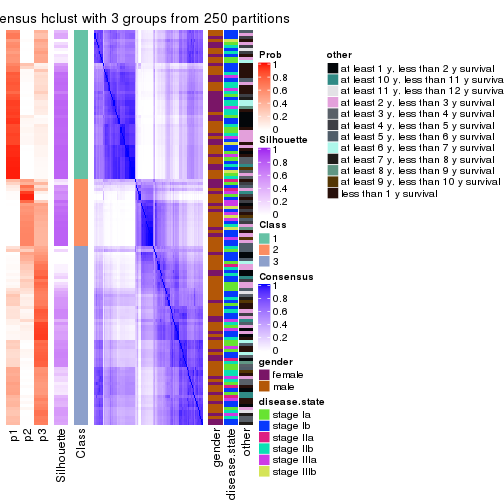 ensus hclust with 3 groups from 250 partitions
Prob
1
0.8
0.6
0.4
0.2
0
Silhouette
1
0.8
0.6
0.4
0.2
0
Class
1
2
3
Consensus
1
0.8
0.6
0.4
0.2
0
gender
female
male
disease.state
stage Ia
stage Ib
stage IIa
stage IIb
stage IIIa
stage IIIb
other
at least 1 y. less than 2 y survival
at least 10 y. less than 11 y surviva
at least 11 y. less than 12 y surviva
at least 2 y. less than 3 y survival
at least 3 y. less than 4 y survival
at least 4 y. less than 5 y survival
at least 5 y. less than 6 y survival
at least 6 y. less than 7 y survival
at least 7 y. less than 8 y survival
at least 8 y. less than 9 y survival
at least 9 y. less than 10 y survival
less than 1 y survival
p1
p2
p3
Silhouette
Class
gender
disease.state
other